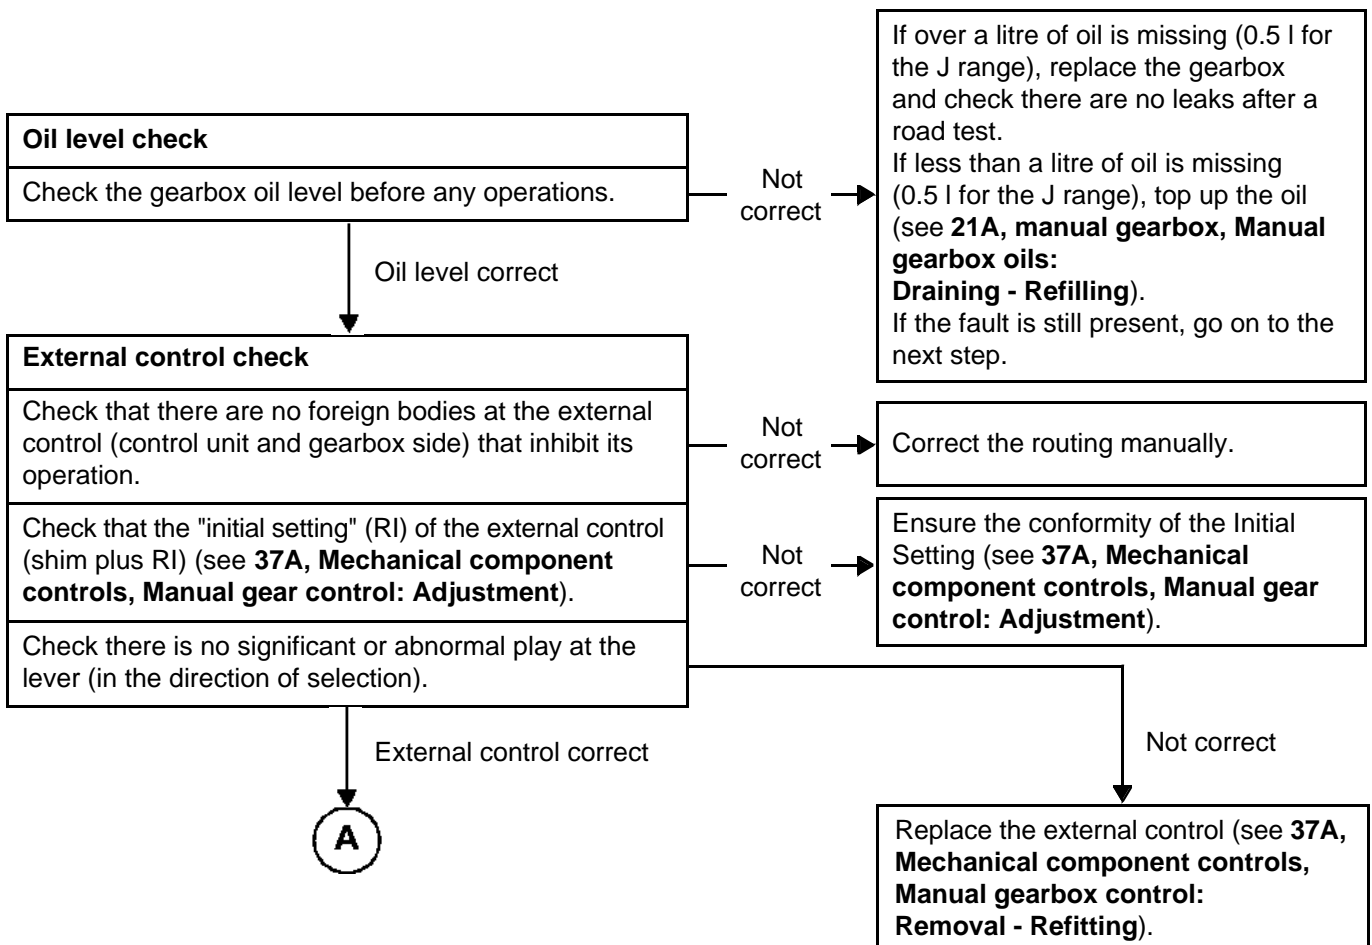 Oil level check
Check the gearbox oil level before any operations.
Not
correct
If over a litre of oil is missing (0.5 l for
the J range), replace the gearbox
and check there are no leaks after a
road test.
If less than a litre of oil is missing
(0.5 l for the J range), top up the oil
(see 21A, manual gearbox, Manual
gearbox oils:
Draining - Refilling).
If the fault is still present, go on to the
next step.
Oil level correct
External control check
Check that there are no foreign bodies at the external
control (control unit and gearbox side) that inhibit its
operation.
Not
correct
Correct the routing manually.
Check that the "initial setting" (RI) of the external control
(shim plus RI) (see 37A, Mechanical component
controls, Manual gear control: Adjustment).
Not
correct
Ensure the conformity of the Initial
Setting (see 37A, Mechanical
component controls, Manual gear
control: Adjustment).
Check there is no significant or abnormal play at the
lever (in the direction of selection).
External control correct
Not correct
A
Replace the external control (see 37A,
Mechanical component controls,
Manual gearbox control:
Removal - Refitting).